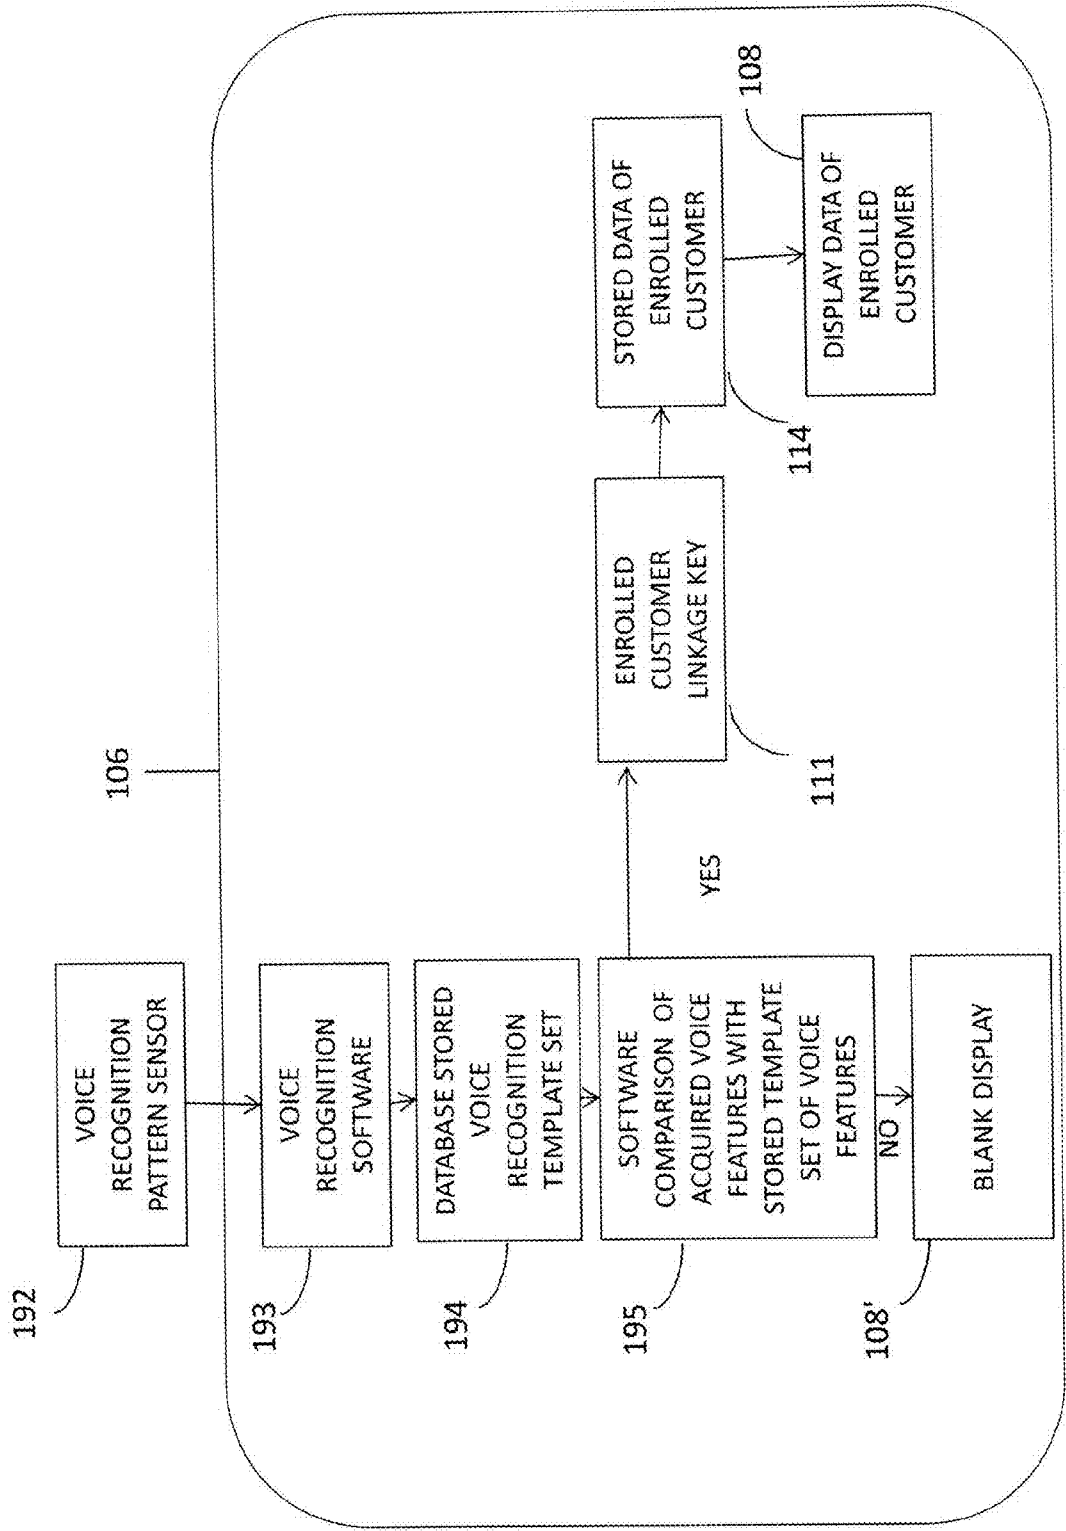 192
VOICE
RECOGNITION
PATTERN SENSOR
106
193
VOICE
RECOGNITION
SOFTWARE
194
DATABASE STORED
VOICE
RECOGNITION
TEMPLATE SET
195
SOFTWARE
COMPARISON OF
ACQUIRED VOICE
FEATURES WITH
STORED TEMPLATE
SET OF VOICE
FEATURES
YES
NO
108'
BLANK DISPLAY
ENROLLED
CUSTOMER
LINKAGE KEY
111
STORED DATA OF
ENROLLED
CUSTOMER
114
108
DISPLAY DATA OF
ENROLLED
CUSTOMER